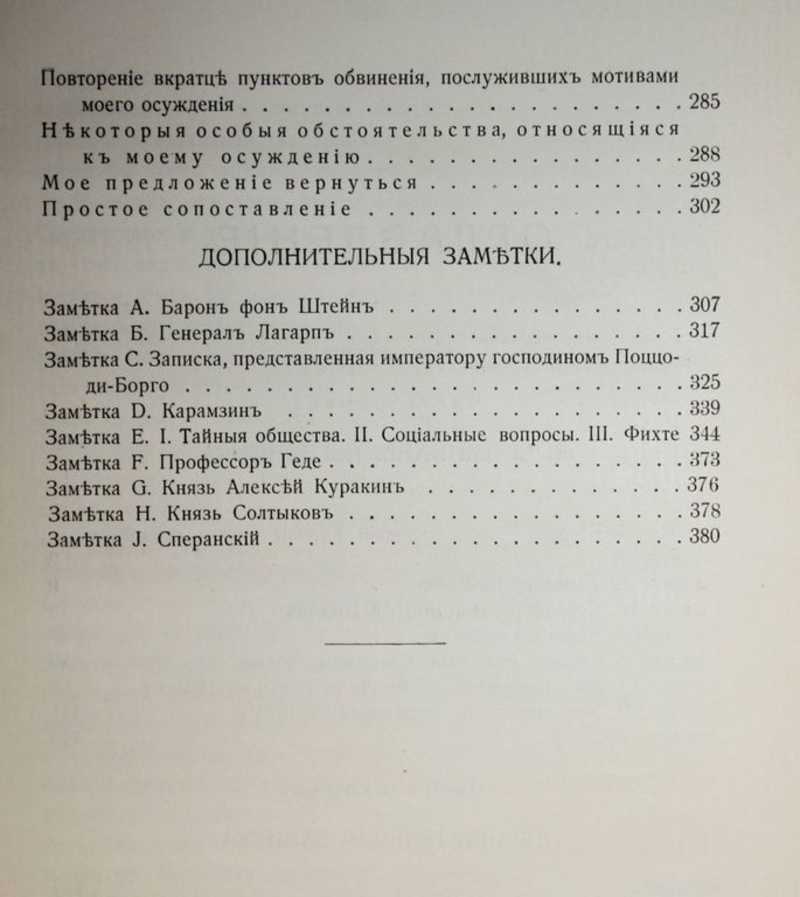 Повтореніе вкратцѣ пунктовъ обвиненія, послужившихъ мотивами
моего осужденія . . . . . . . . . . . . . . . . . . . . . . 285
Нѣкоторыя особыя обстоятельства, относящіяся
къ моему осужденію . . . . . . . . . . . . . . . . 288
Мое предложеніе вернуться . . . . . . . . . . . . . 293
Простое сопоставленіе . . . . . . . . . . . . . . . . 302
ДОПОЛНИТЕЛЬНЫЯ ЗАМѢТКИ.
Замѣтка А. Баронъ фонъ Штейнъ . . . . . . . . . . . . . . . 307
Замѣтка Б. Генералъ Лагарпъ . . . . . . . . . . . . . . . . . 317
Замѣтка С. Записка, представленная императору господиномъ Поццо-
ди-Борго . . . . . . . . . . . . . . . . . . . . . . . . . 325
Замѣтка D. Карамзинъ . . . . . . . . . . . . . . . . . . . . 339
Замѣтка Е. I. Тайныя общества. II. Соціальные вопросы. III. Фихте 344
Замѣтка F. Профессоръ Геде . . . . . . . . . . . . . . . . . . 373
Замѣтка G. Князь Алексѣй Куракинъ . . . . . . . . . . . . . 376
Замѣтка Н. Князь Солтыковъ . . . . . . . . . . . . . . . . . 378
Замѣтка J. Сперанскій . . . . . . . . . . . . . . . . . . . . . 380